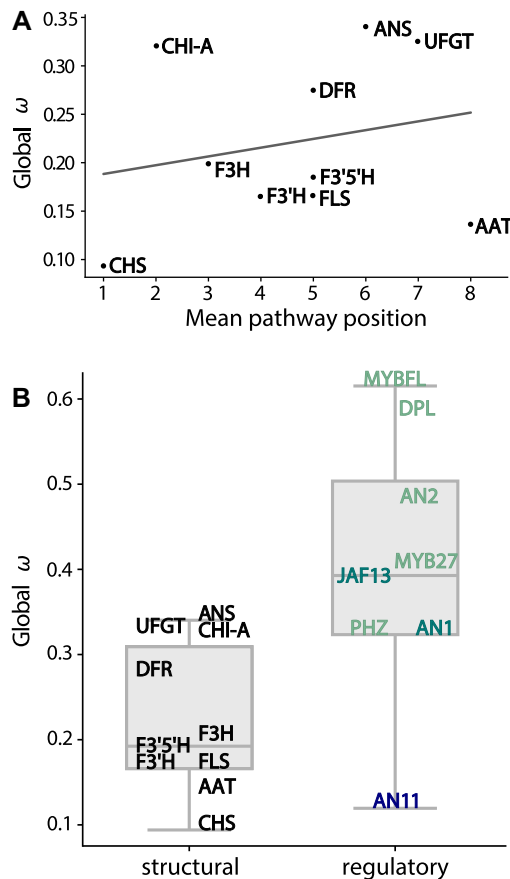 A
0.35
0.30
0.25
0.20
0.15
0.10
Global ω
CHI-A
ANS
UFGT
DFR
F3H
F3'5'H
F3'H
FLS
AAT
CHS
1 2 3 4 5 6 7 8
Mean pathway position
B
0.6
0.5
0.4
0.3
0.2
0.1
Global ω
MYBFL
DPL
AN2
MYB27
JAF13
PHZ AN1
AN11
ANS
UFGT
CHI-A
DFR
F3H
F3'5'H
F3'H FLS
AAT
CHS
structural regulatory